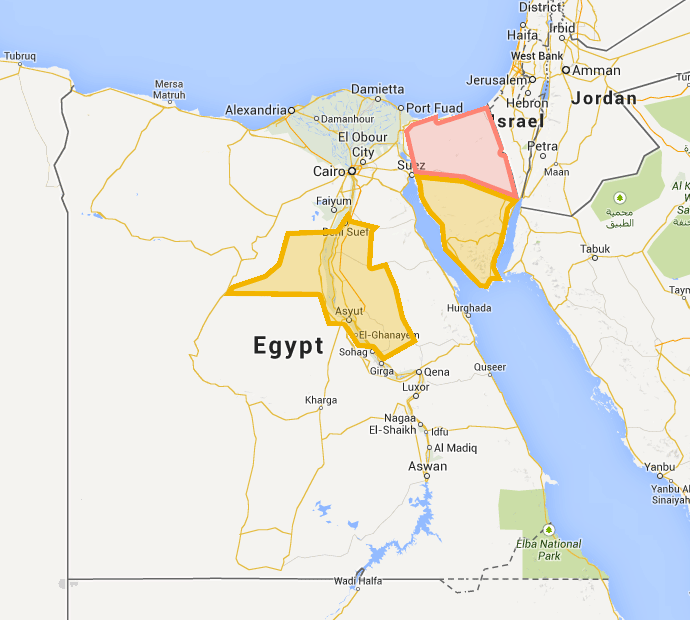 District
Haifa
Irbid
Tubruq
West Bank
Jerusalem
Amman
Mersa
Matruh
Damietta
Alexandria
Port Fuad
Hebron
Jordan
Damanhour
Israel
El Obour
City
Petra
Cairo
Suez
Maan
Al K
Faiyum
محمية
الطبيق
Beni Suef
Tabuk
Taym
Hurghada
Asyut
El-Ghanayem
Egypt
Sohag
Girga
Qena
Quseer
Luxor
Kharga
Nagaa
El-Shaikh
Idfu
Al Madiq
Aswan
Yanbu
Yanbu Al
Sinaiyah
Elba National
Park
Wadi Halfa